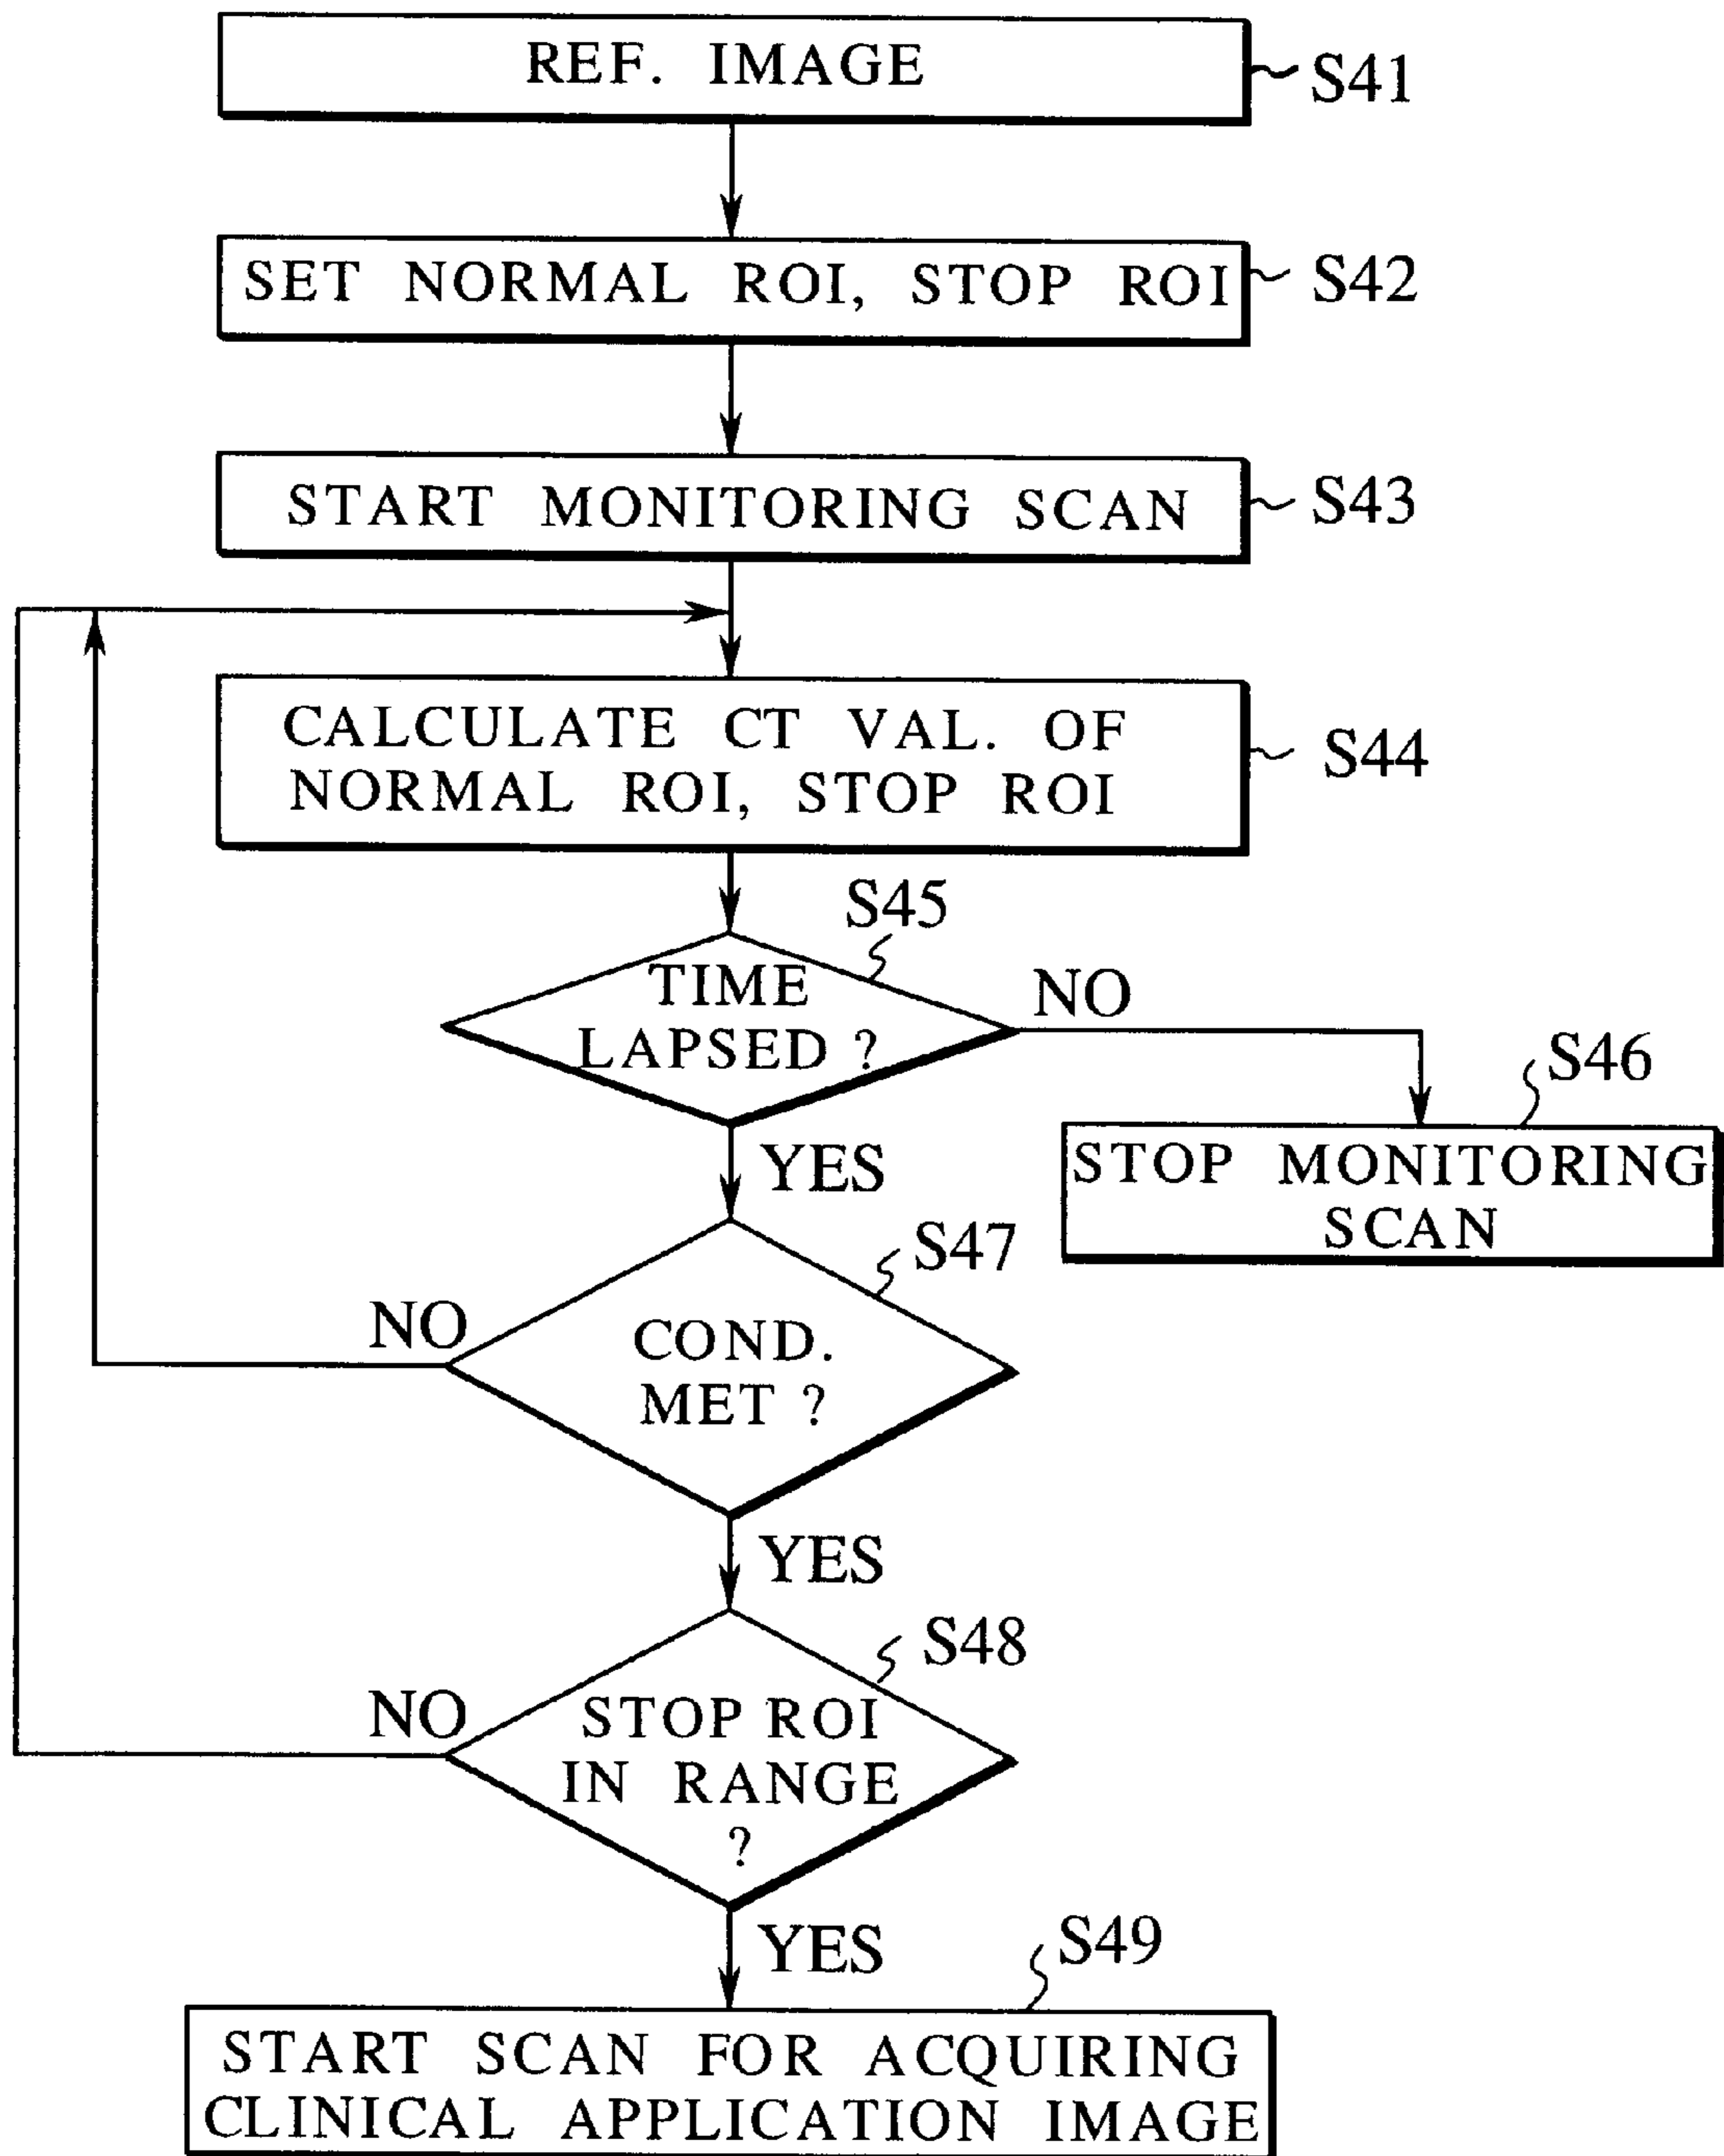 REF. IMAGE
S41
SET NORMAL ROI, STOP ROI
S42
START MONITORING SCAN
S43
CALCULATE CT VAL. OF
NORMAL ROI, STOP ROI
S44
S45
TIME
LAPSED ?
NO
S46
STOP MONITORING
SCAN
YES
S47
NO
COND.
MET ?
YES
S48
NO
STOP ROI
IN RANGE
?
YES
S49
START SCAN FOR ACQUIRING
CLINICAL APPLICATION IMAGE